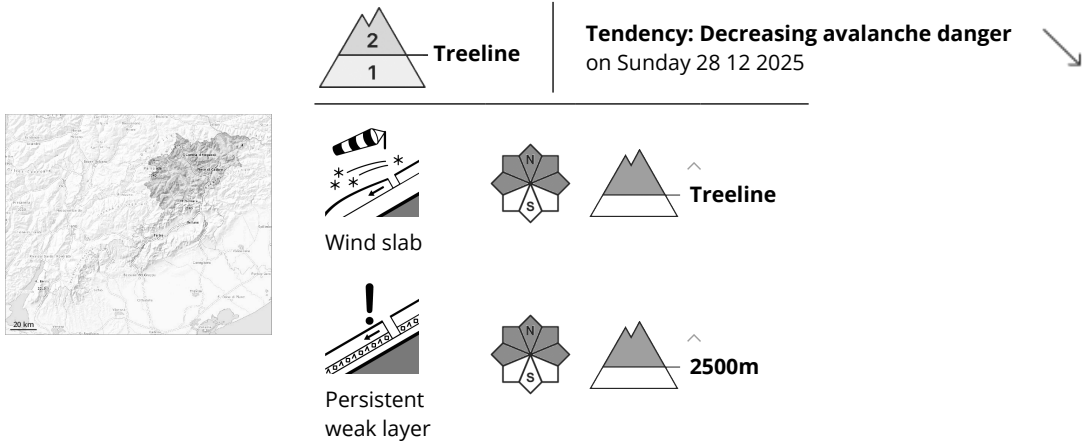 2
Treeline
1
Tendency: Decreasing avalanche danger
on Sunday 28 12 2025
20 km
N
S
Treeline
Wind slab
N
S
2500m
Persistent
weak layer